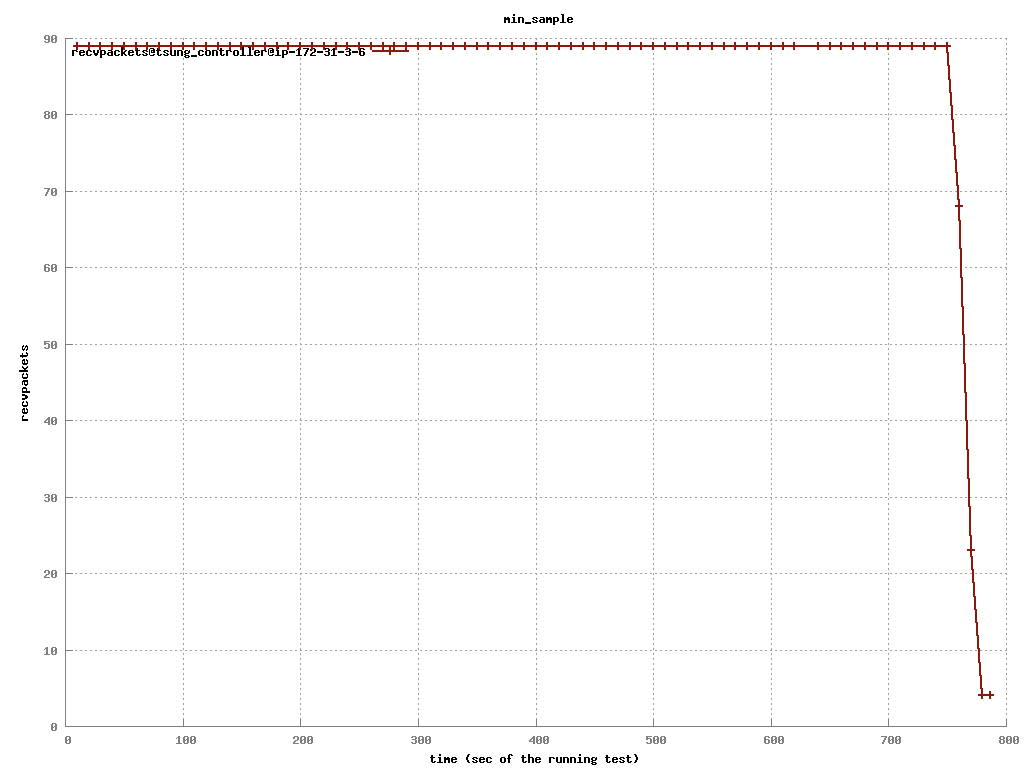 min_sample
90
recvpackets@tsung_controller@ip-172-31-3-6
80
70
60
50
recvpackets
40
30
20
10
0
0 100 200 300 400 500 600 700 800
time (sec of the running test)